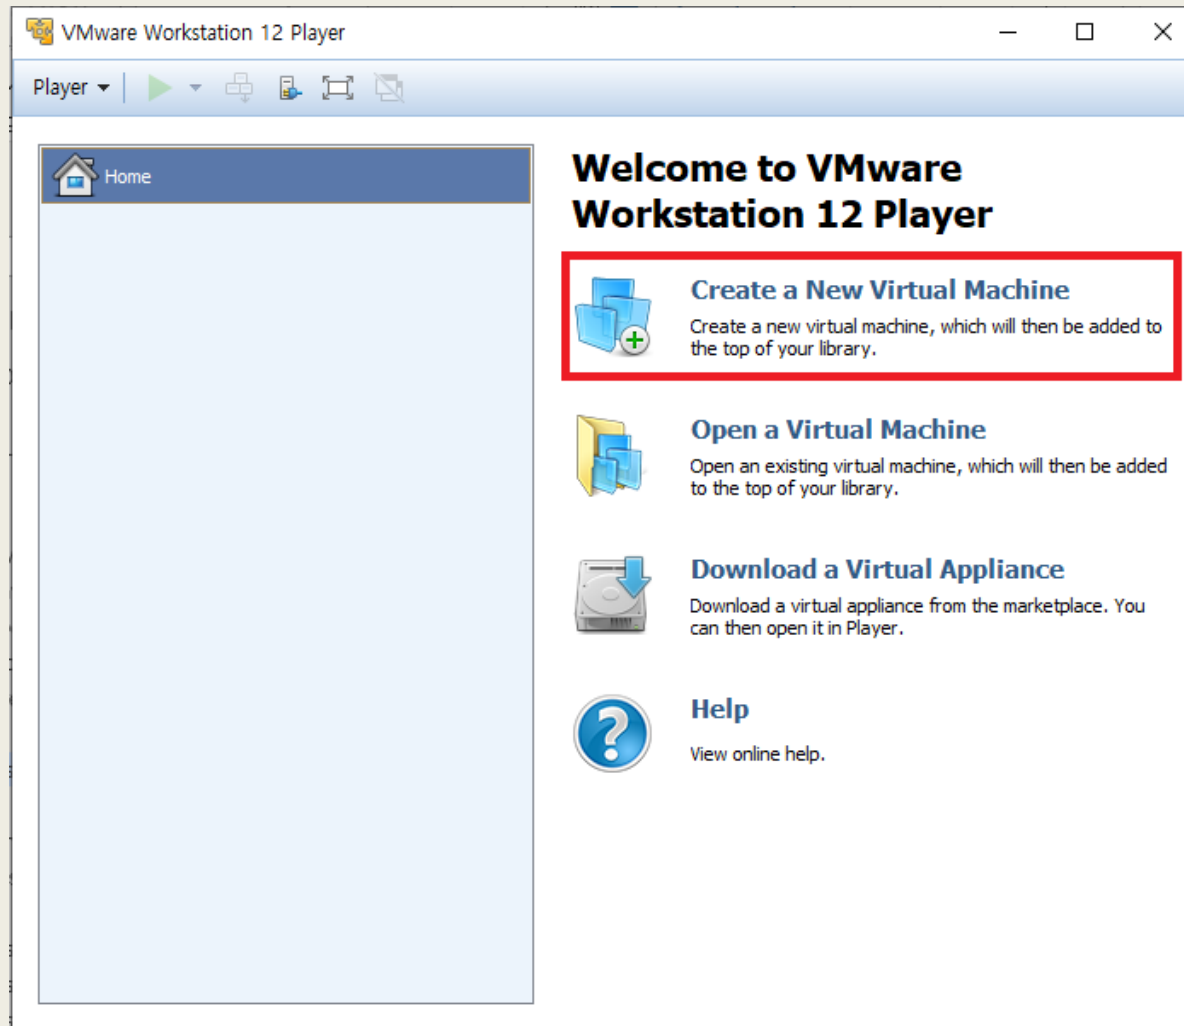 VMware Workstation 12 Player
Player
Home
Welcome to VMware
Workstation 12 Player
Create a New Virtual Machine
Create a new virtual machine, which will then be added to
the top of your library.
Open a Virtual Machine
Open an existing virtual machine, which will then be added
to the top of your library.
Download a Virtual Appliance
Download a virtual appliance from the marketplace. You
can then open it in Player.
Help
View online help.